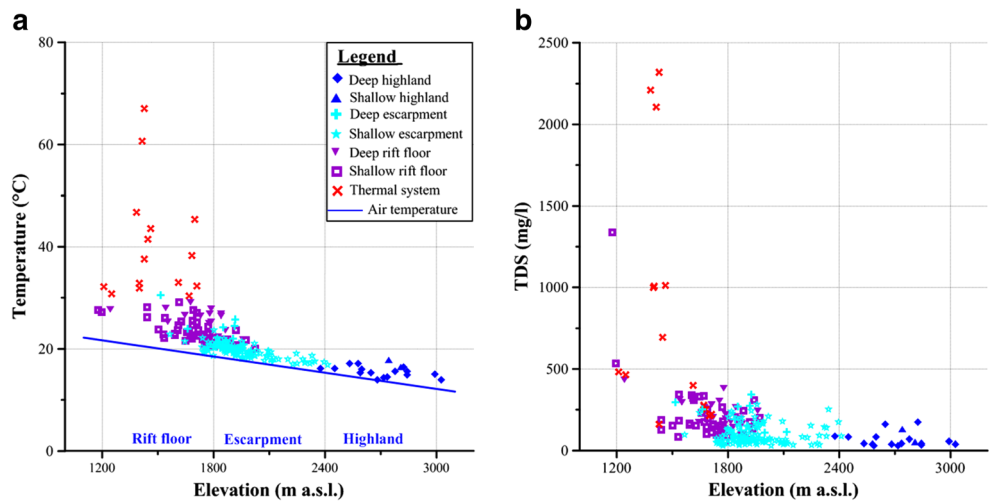 a
80
60
40
20
0
Temperature (°C)
1200
1800
2400
3000
Elevation (m a.s.l.)
Rift floor
Escarpment
Highland
Legend
Deep highland
Shallow highland
Deep escarpment
Shallow escarpment
Deep rift floor
Shallow rift floor
Thermal system
Air temperature
b
2500
2000
1500
1000
500
0
TDS (mg/l)
1200
1800
2400
3000
Elevation (m a.s.l.)